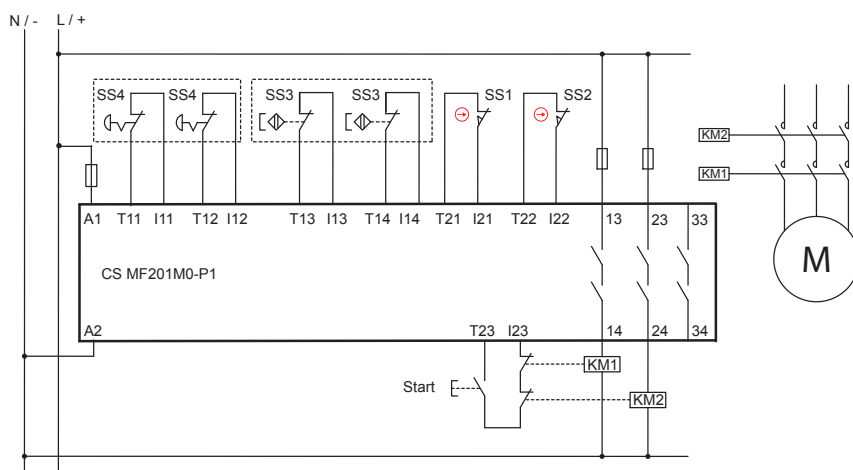 N / - L / +
SS4 SS4 SS3 SS3 SS1 SS2
KM2
KM1
A1 T11 I11 T12 I12 T13 I13 T14 I14 T21 I21 T22 I22 13 23 33
M
CS MF201M0-P1
A2 T23 I23 14 24 34
KM1
Start
KM2